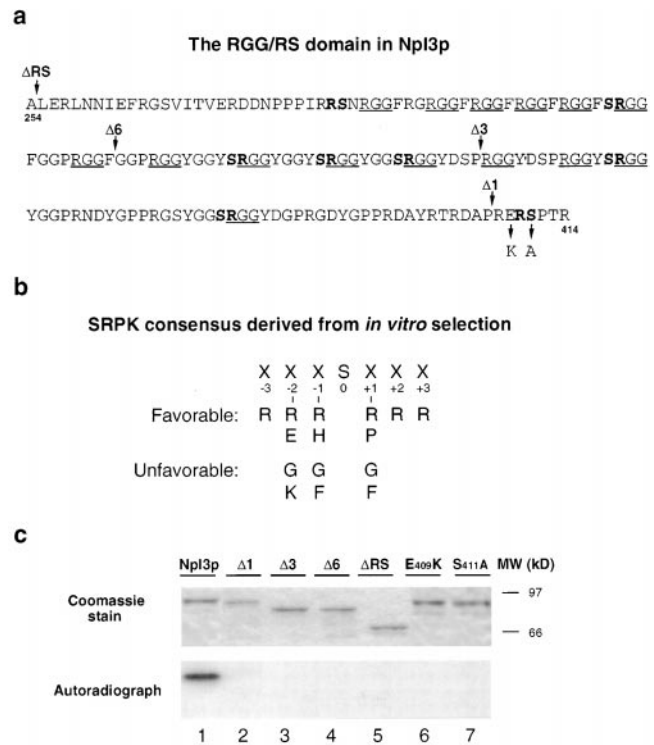 a
The RGG/RS domain in Npl3p
ΔRS
ALERLNNIEFRGSVITVERDDNPPPIRRSNRGGFRGRGGFRGGFRGGFRGGFSRGG
254
Δ6 Δ3
FGGPRGGFGGPRGGYGGYSRGGYGGYSRGGYGGSRGGYDSPRGGYDSPRGGYSRGG
Δ1
YGGPRNDYGPPRGSYGGSRGGYDGPRGDYGPPRDAYRTRDAPRERSPTR
414
K A
b
SRPK consensus derived from in vitro selection
X X X S X X X
-3 -2 -1 0 +1 +2 +3
Favorable: R R R R R R
E H P
Unfavorable: G G G
K F F
c
Npl3p Δ1 Δ3 Δ6 ΔRS E409K S411A MW (kD)
Coomassie stain
97
66
Autoradiograph
1 2 3 4 5 6 7